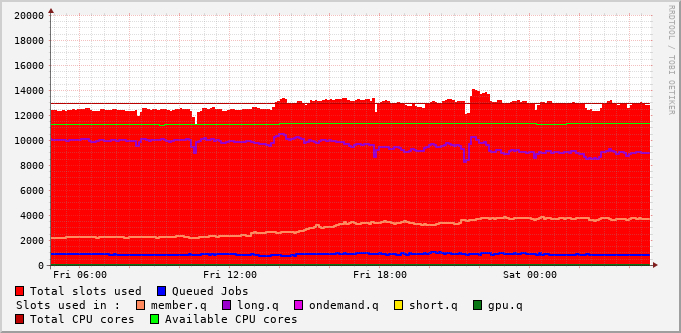 20000
18000
16000
14000
12000
10000
8000
6000
4000
2000
0
Fri 06:00 Fri 12:00 Fri 18:00 Sat 00:00
Total slots used Queued Jobs
Slots used in : member.q long.q ondemand.q short.q gpu.q
Total CPU cores Available CPU cores
RRDTOOL / TOBI OETIKER